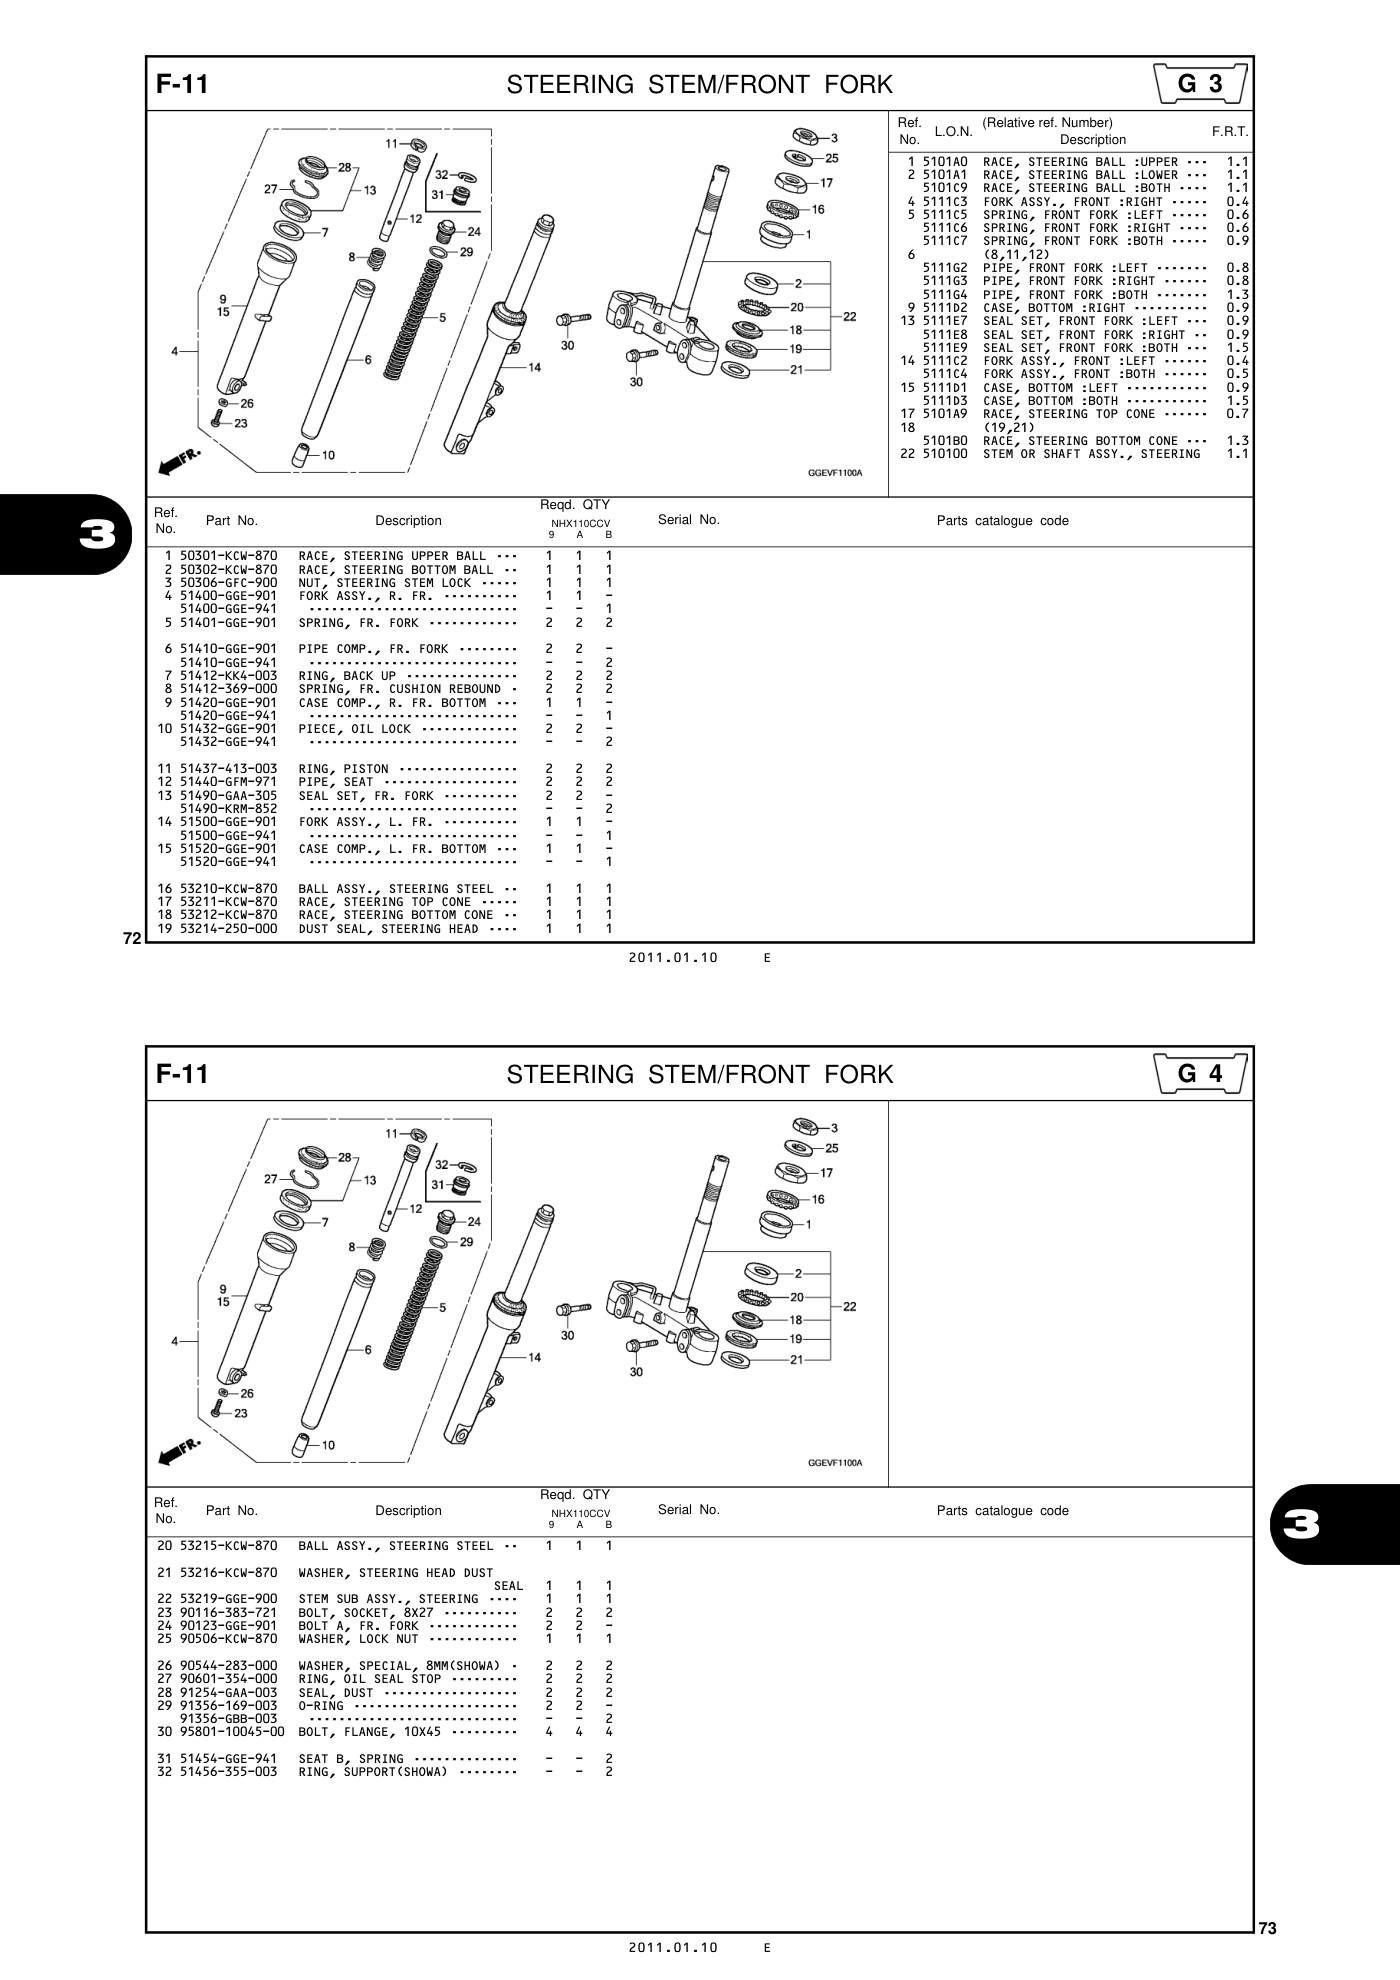 F-11 STEERING STEM/FRONT FORK G 3
11
28
27
13
32
31
12
7
24
8
29
9
15
5
4
6
26
23
10
14
30
30
3
25
17
16
1
2
20
22
18
19
21
FR.
GGEVF1100A
Ref. No. L.O.N. (Relative ref. Number) Description F.R.T.
1 5101A0 RACE, STEERING BALL :UPPER --- 1.1
2 5101A1 RACE, STEERING BALL :LOWER --- 1.1
5101C9 RACE, STEERING BALL :BOTH ---- 1.1
4 5111C3 FORK ASSY., FRONT :RIGHT ----- 0.4
5 5111C5 SPRING, FRONT FORK :LEFT ----- 0.6
5111C6 SPRING, FRONT FORK :RIGHT ---- 0.6
5111C7 SPRING, FRONT FORK :BOTH ----- 0.9
6 (8,11,12)
5111G2 PIPE, FRONT FORK :LEFT ------- 0.8
5111G3 PIPE, FRONT FORK :RIGHT ------ 0.8
5111G4 PIPE, FRONT FORK :BOTH ------- 1.3
9 5111D2 CASE, BOTTOM :RIGHT ---------- 0.9
13 5111E7 SEAL SET, FRONT FORK :LEFT --- 0.9
5111E8 SEAL SET, FRONT FORK :RIGHT -- 0.9
5111E9 SEAL SET, FRONT FORK :BOTH --- 1.5
14 5111C2 FORK ASSY., FRONT :LEFT ------ 0.4
5111C4 FORK ASSY., FRONT :BOTH ------ 0.5
15 5111D1 CASE, BOTTOM :LEFT ----------- 0.9
5111D3 CASE, BOTTOM :BOTH ----------- 1.5
17 5101A9 RACE, STEERING TOP CONE ------ 0.7
18 (19,21)
5101B0 RACE, STEERING BOTTOM CONE --- 1.3
22 510100 STEM OR SHAFT ASSY., STEERING 1.1
3
Ref. No. Part No. Description Reqd. QTY Serial No. Parts catalogue code
NHX110CCV
9 A B
1 50301-KCW-870 RACE, STEERING UPPER BALL --- 1 1 1
2 50302-KCW-870 RACE, STEERING BOTTOM BALL -- 1 1 1
3 50306-GFC-900 NUT, STEERING STEM LOCK ----- 1 1 1
4 51400-GGE-901 FORK ASSY., R. FR. ---------- 1 1 -
51400-GGE-941 ---------------------------- - - 1
5 51401-GGE-901 SPRING, FR. FORK ------------ 2 2 2
6 51410-GGE-901 PIPE COMP., FR. FORK -------- 2 2 -
51410-GGE-941 ---------------------------- - - 2
7 51412-KK4-003 RING, BACK UP --------------- 2 2 2
8 51412-369-000 SPRING, FR. CUSHION REBOUND - 2 2 2
9 51420-GGE-901 CASE COMP., R. FR. BOTTOM --- 1 1 -
51420-GGE-941 ---------------------------- - - 1
10 51432-GGE-901 PIECE, OIL LOCK ------------- 2 2 -
51432-GGE-941 ---------------------------- - - 2
11 51437-413-003 RING, PISTON ---------------- 2 2 2
12 51440-GFM-971 PIPE, SEAT ------------------ 2 2 2
13 51490-GAA-305 SEAL SET, FR. FORK ---------- 2 2 -
51490-KRM-852 ---------------------------- - - 2
14 51500-GGE-901 FORK ASSY., L. FR. ---------- 1 1 -
51500-GGE-941 ---------------------------- - - 1
15 51520-GGE-901 CASE COMP., L. FR. BOTTOM --- 1 1 -
51520-GGE-941 ---------------------------- - - 1
16 53210-KCW-870 BALL ASSY., STEERING STEEL -- 1 1 1
17 53211-KCW-870 RACE, STEERING TOP CONE ----- 1 1 1
18 53212-KCW-870 RACE, STEERING BOTTOM CONE -- 1 1 1
19 53214-250-000 DUST SEAL, STEERING HEAD ---- 1 1 1
72
2011.01.10 E
F-11 STEERING STEM/FRONT FORK G 4
11
28
27
13
32
31
12
7
24
8
29
9
15
5
4
6
26
23
10
14
30
30
3
25
17
16
1
2
20
22
18
19
21
FR.
GGEVF1100A
Ref. No. Part No. Description Reqd. QTY Serial No. Parts catalogue code
NHX110CCV
9 A B
3
20 53215-KCW-870 BALL ASSY., STEERING STEEL -- 1 1 1
21 53216-KCW-870 WASHER, STEERING HEAD DUST
SEAL 1 1 1
22 53219-GGE-900 STEM SUB ASSY., STEERING ---- 1 1 1
23 90116-383-721 BOLT, SOCKET, 8X27 ---------- 2 2 2
24 90123-GGE-901 BOLT A, FR. FORK ------------ 2 2 -
25 90506-KCW-870 WASHER, LOCK NUT ------------ 1 1 1
26 90544-283-000 WASHER, SPECIAL, 8MM(SHOWA) - 2 2 2
27 90601-354-000 RING, OIL SEAL STOP --------- 2 2 2
28 91254-GAA-003 SEAL, DUST ------------------ 2 2 2
29 91356-169-003 O-RING ---------------------- 2 2 -
91356-GBB-003 ---------------------------- - - 2
30 95801-10045-00 BOLT, FLANGE, 10X45 --------- 4 4 4
31 51454-GGE-941 SEAT B, SPRING -------------- - - 2
32 51456-355-003 RING, SUPPORT(SHOWA) -------- - - 2
73
2011.01.10 E